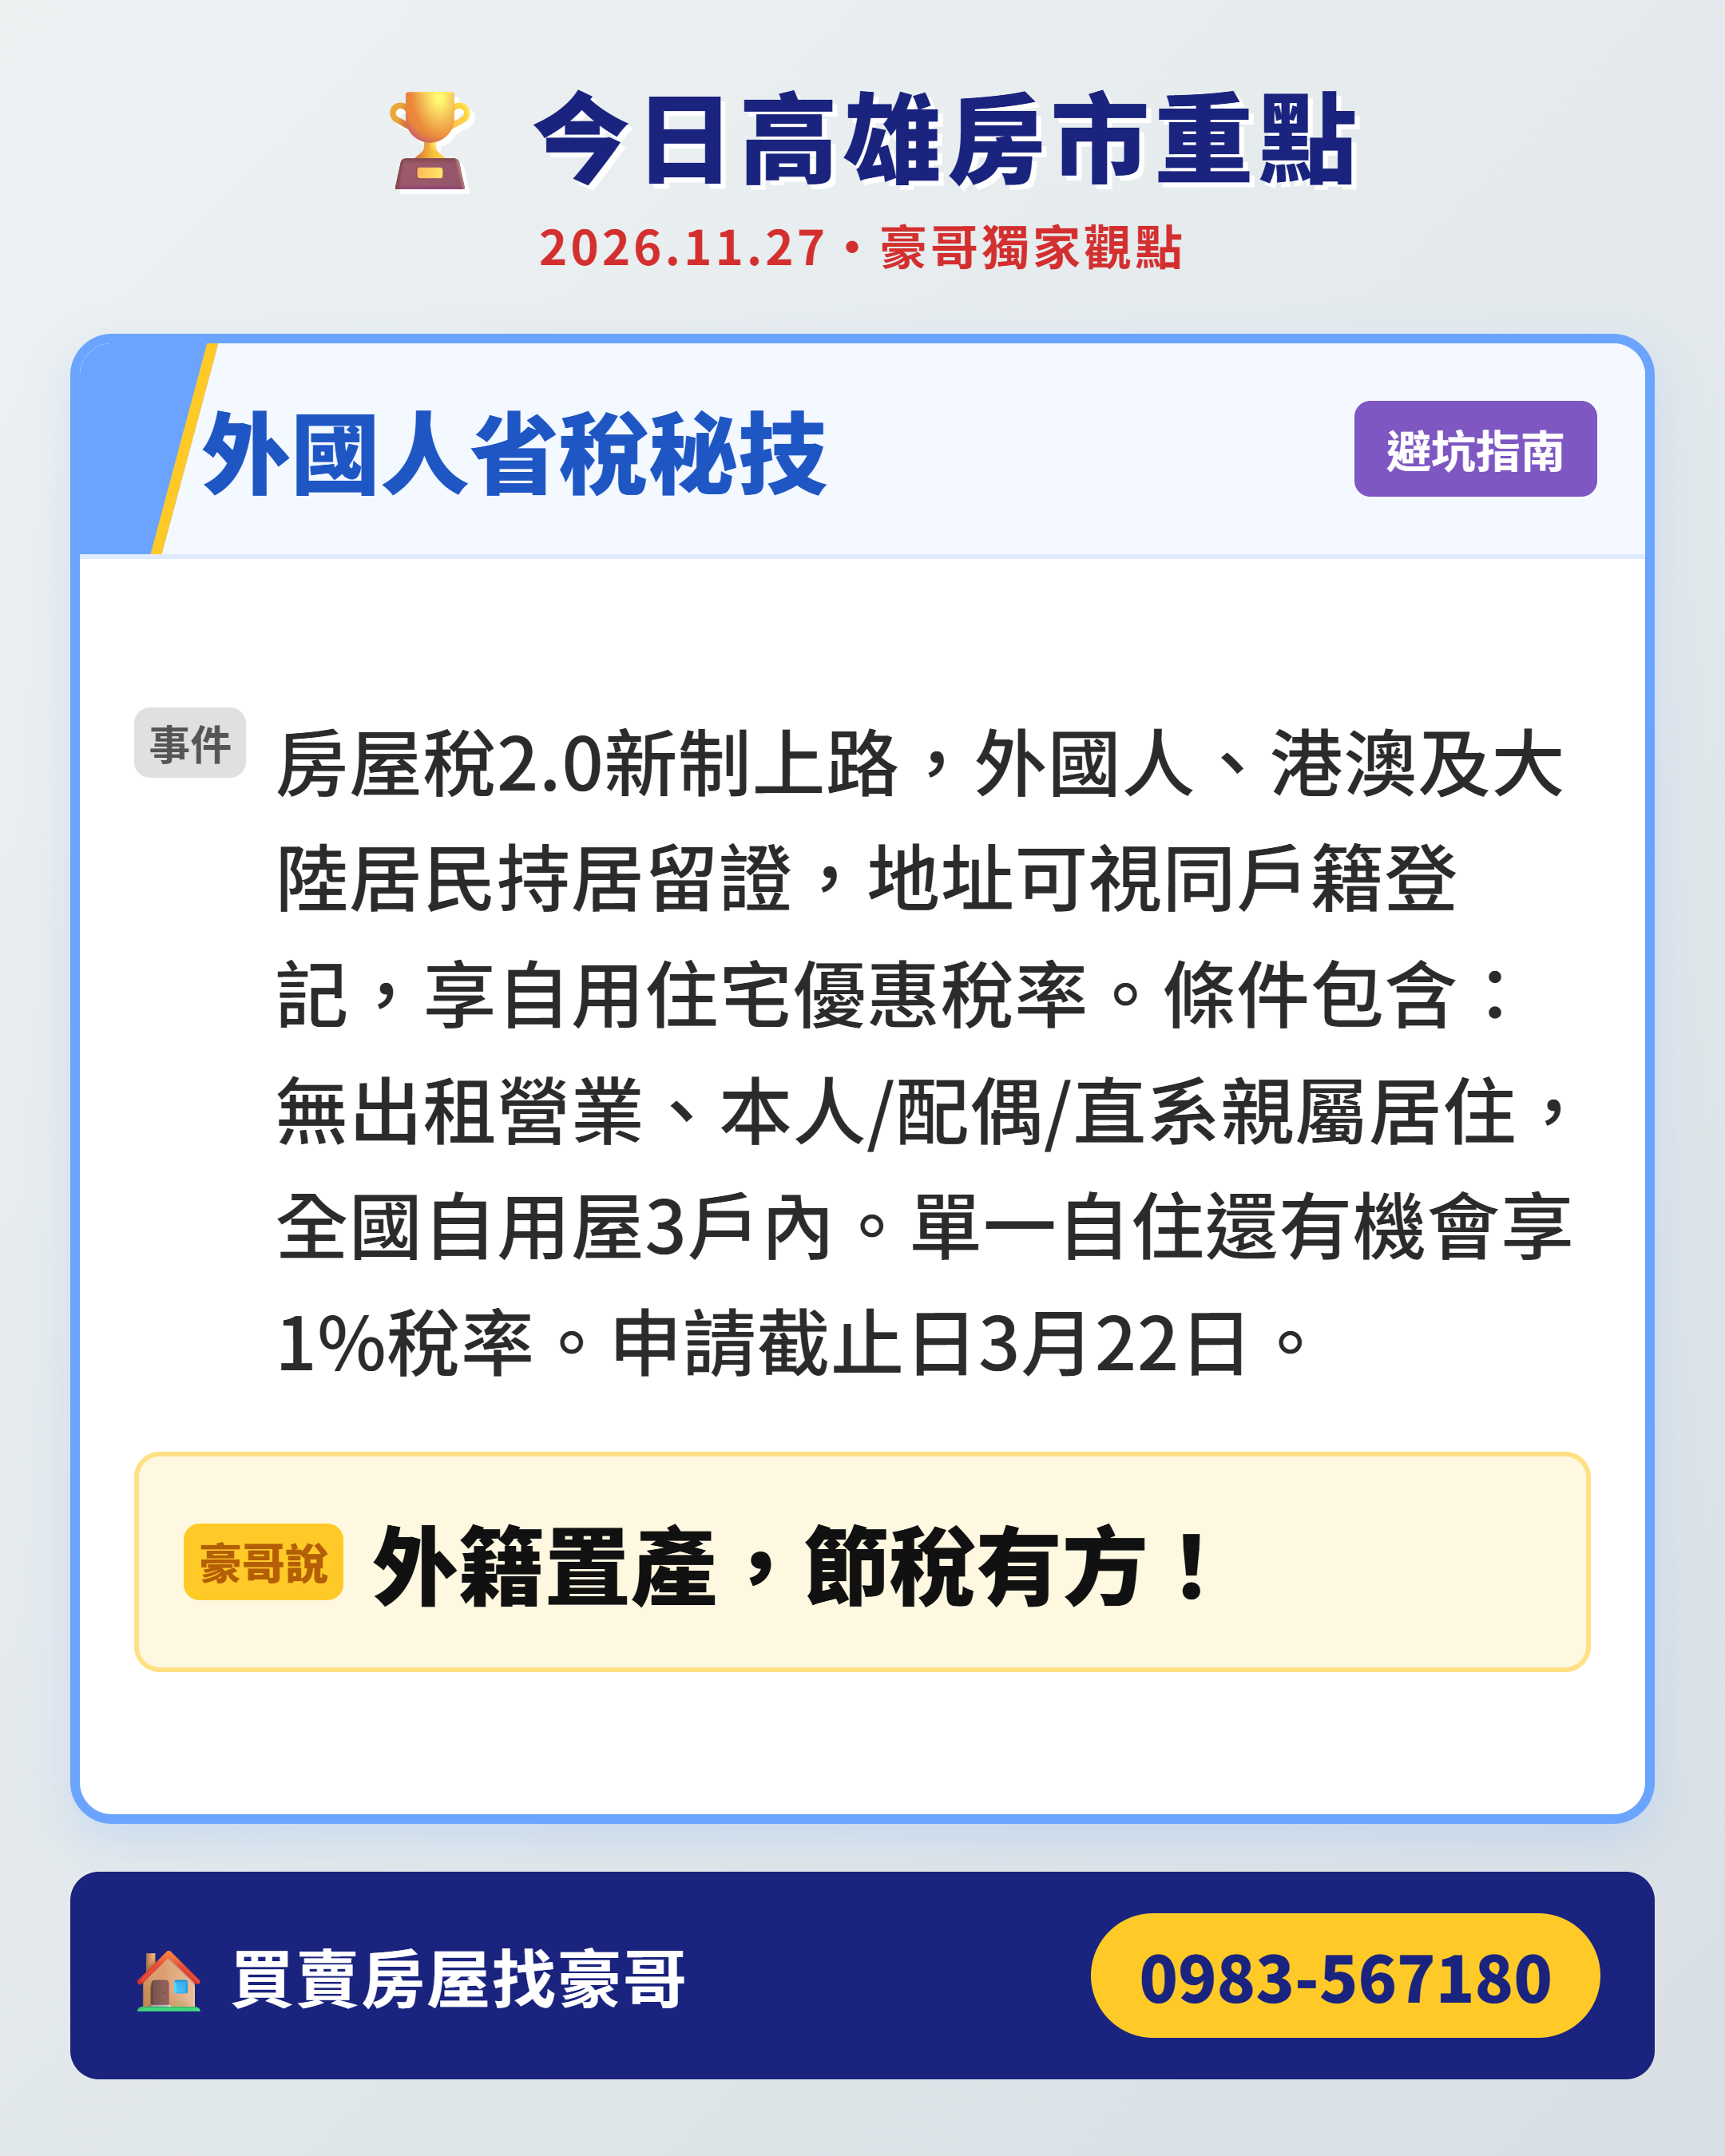 🏆 今日高雄房市重點
2026.11.27・豪哥獨家觀點
外國人省稅秘技
避坑指南
事件
房屋稅2.0新制上路，外國人、港澳及大
陸居民持居留證，地址可視同戶籍登
記，享自用住宅優惠稅率。條件包含：
無出租營業、本人/配偶/直系親屬居住，
全國自用屋3戶內。單一自住還有機會享
1%稅率。申請截止日3月22日。
豪哥說
外籍置產，節稅有方！
🏠 買賣房屋找豪哥
0983-567180